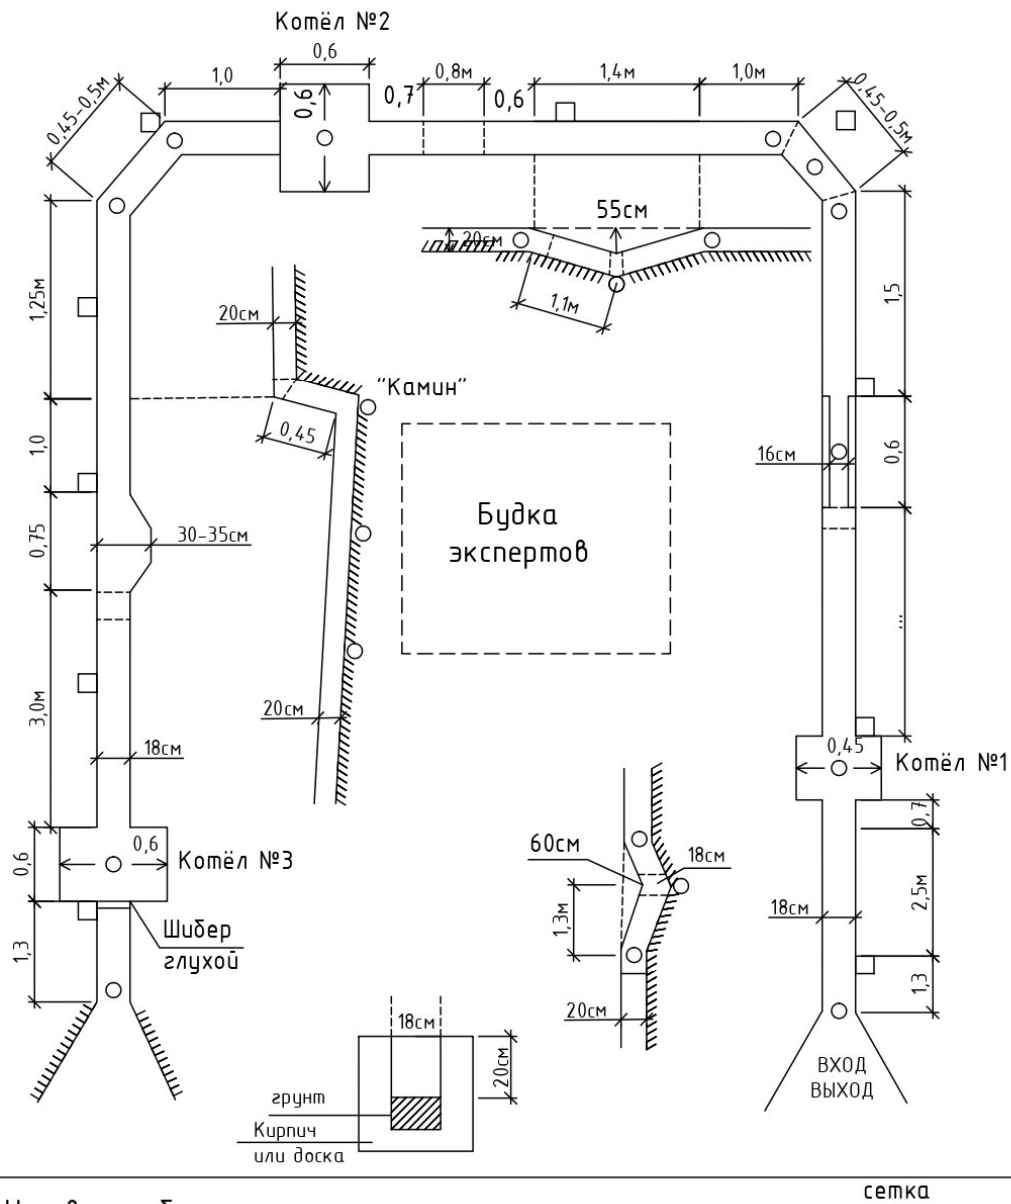 Котёл №2
0,6
1,0
0,6
0,7
0,8м
0,6
1,4м
1,0м
0,45-0,5м
0,45-0,5м
55см
20см
1,1м
1,25м
20см
"Камин"
0,45
1,5
1,0
16см
0,6
Будка
экспертов
0,75
30-35см
...
3,0м
20см
18см
0,45
Котёл №1
0,7
0,6
0,6
Котёл №3
60см
18см
1,3м
18см
2,5м
Шибер
глухой
1,3
1,3
20см
18см
20см
ВХОД
ВЫХОД
грунт
Кирпич
или доска
сетка